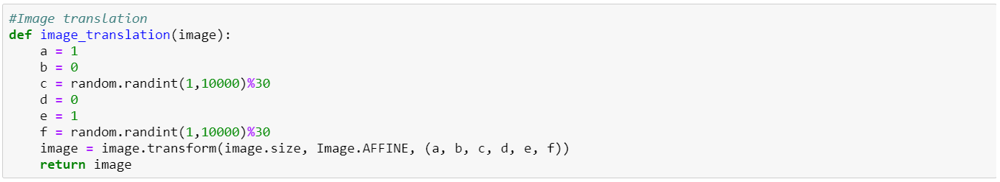 #Image translation
def image_translation(image):
    a = 1
    b = 0
    c = random.randint(1,10000)%30
    d = 0
    e = 1
    f = random.randint(1,10000)%30
    image = image.transform(image.size, Image.AFFINE, (a, b, c, d, e, f))
    return image